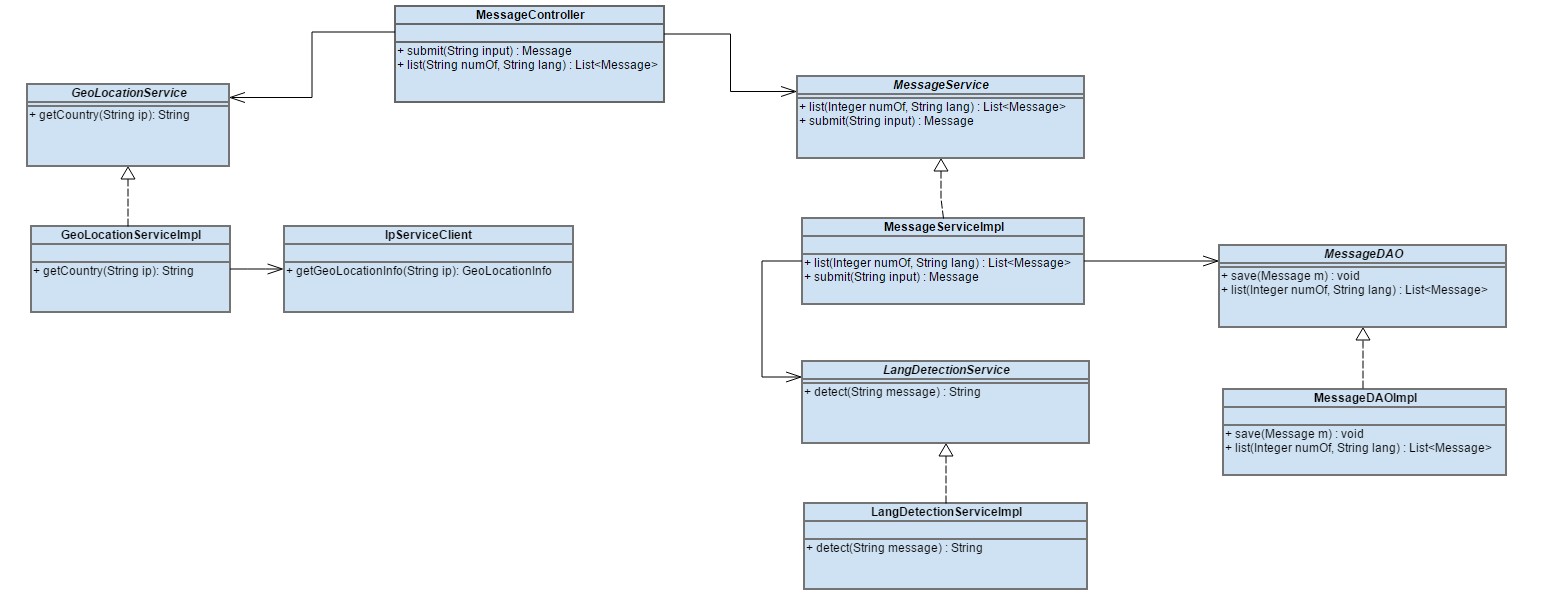 MessageController
+ submit(String input) : Message
+ list(String numOf, String lang) : List<Message>
GeoLocationService
+ getCountry(String ip): String
MessageService
+ list(Integer numOf, String lang) : List<Message>
+ submit(String input) : Message
GeoLocationServiceImpl
+ getCountry(String ip): String
IpServiceClient
+ getGeoLocationInfo(String ip): GeoLocationInfo
MessageServiceImpl
+ list(Integer numOf, String lang) : List<Message>
+ submit(String input) : Message
MessageDAO
+ save(Message m) : void
+ list(Integer numOf, String lang) : List<Message>
LangDetectionService
+ detect(String message) : String
MessageDAOImpl
+ save(Message m) : void
+ list(Integer numOf, String lang) : List<Message>
LangDetectionServiceImpl
+ detect(String message) : String